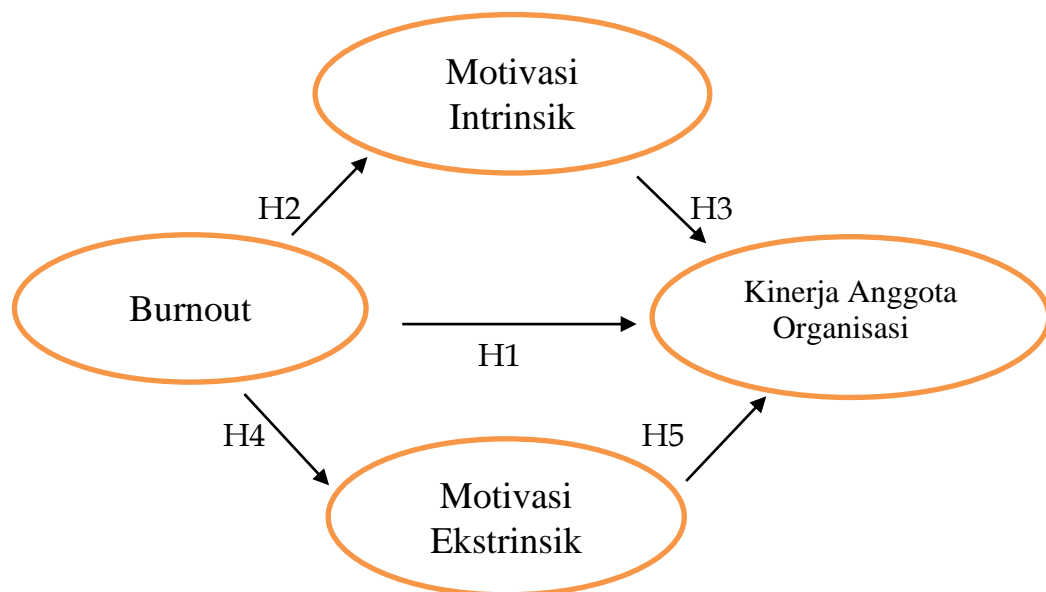 Motivasi
Intrinsik
H2
H3
Burnout
Kinerja Anggota
Organisasi
H1
H4
H5
Motivasi
Ekstrinsik